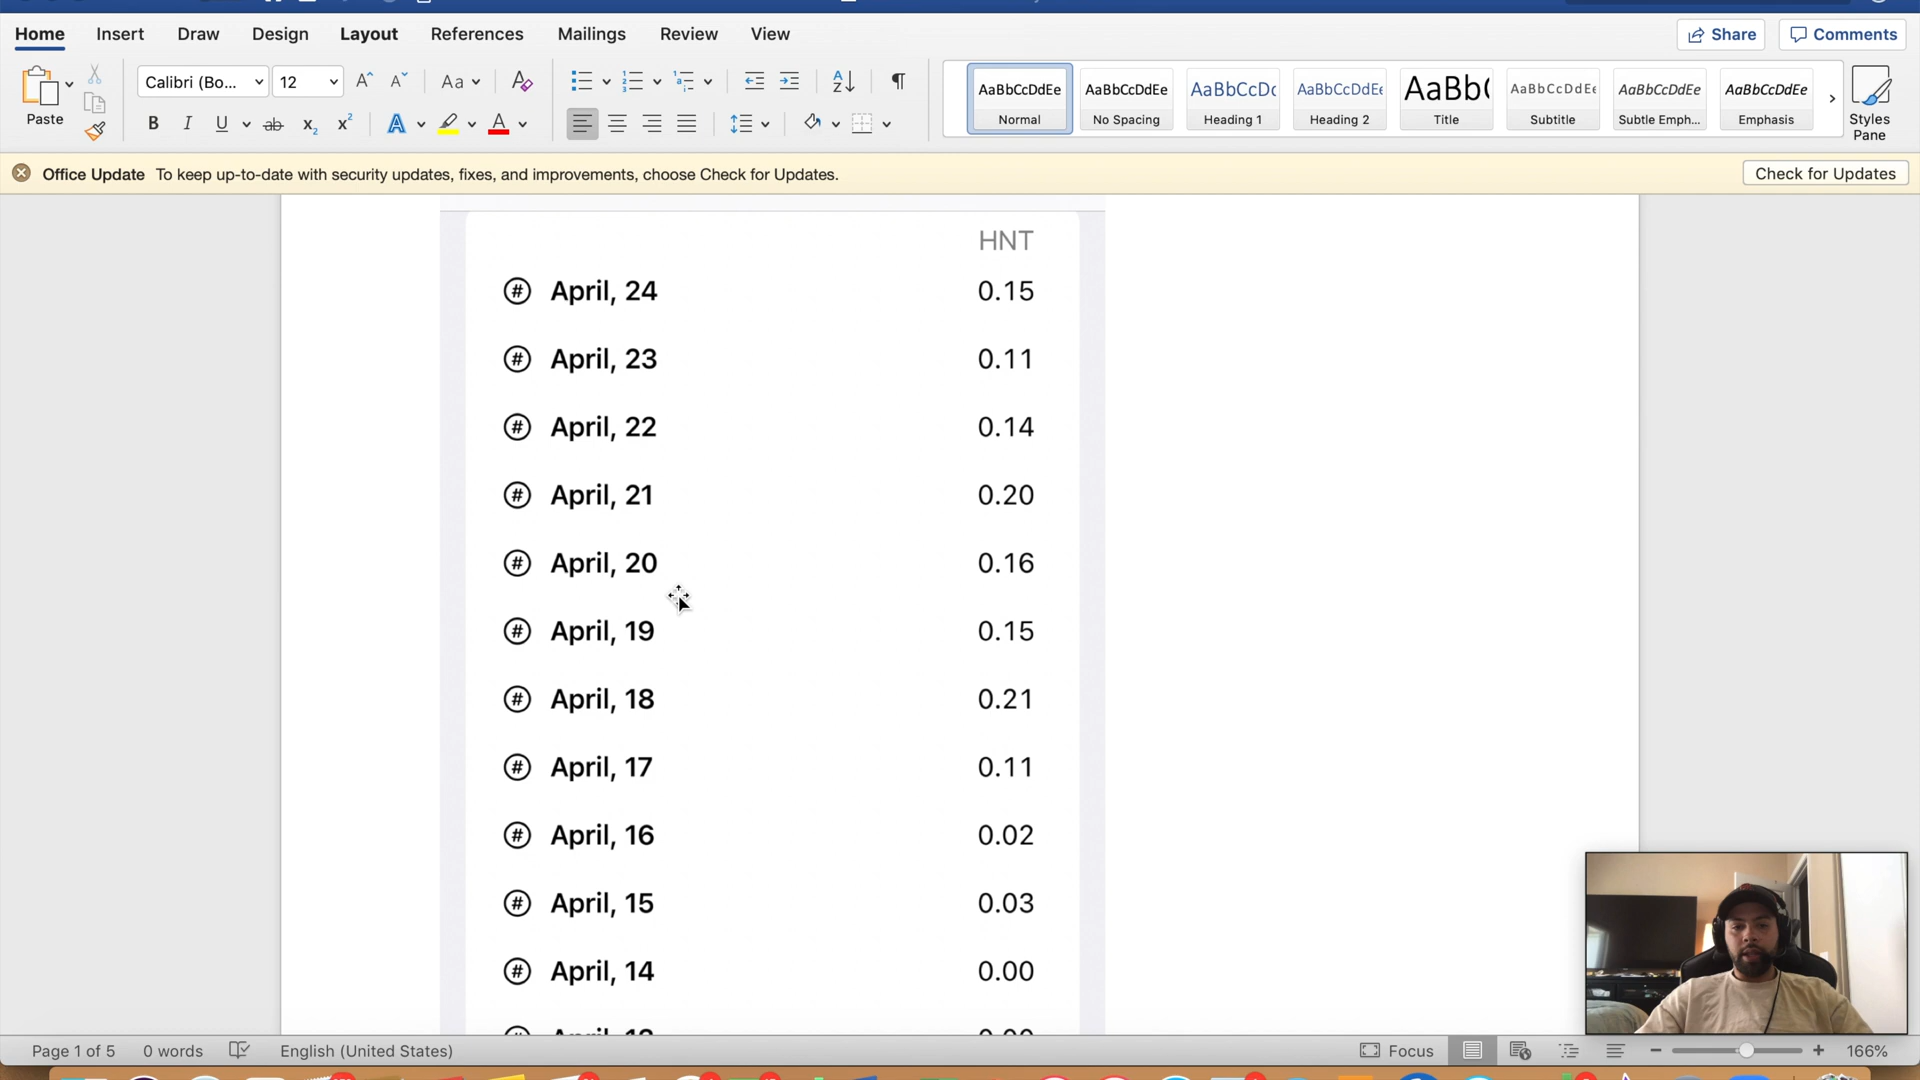 Home Insert Draw Design Layout References Mailings Review View Share Comments
Paste
Calibri (Bo... 12
AaBbCcDdEe AaBbCcDdEe AaBbCcDc AaBbCcDdEe AaBb( AaBbCcDdEe AaBbCcDdEe AaBbCcDdEe
Normal No Spacing Heading 1 Heading 2 Title Subtitle Subtle Emph... Emphasis
Styles
Pane
Office Update To keep up-to-date with security updates, fixes, and improvements, choose Check for Updates. Check for Updates
HNT
# April, 24 0.15
# April, 23 0.11
# April, 22 0.14
# April, 21 0.20
# April, 20 0.16
# April, 19 0.15
# April, 18 0.21
# April, 17 0.11
# April, 16 0.02
# April, 15 0.03
# April, 14 0.00
Page 1 of 5 0 words English (United States) Focus 166%